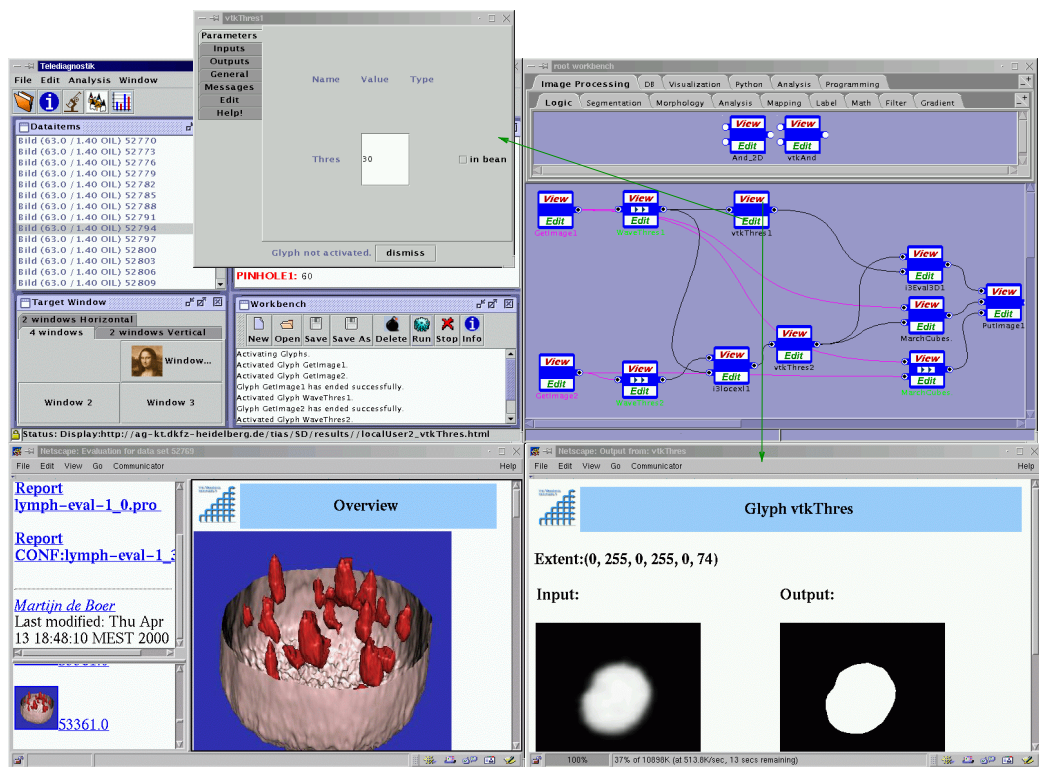 vtkThres1
Parameters
Inputs
Outputs
General
Messages
Edit
Help!
Name Value Type
Thres 30 in bean
Glyph not activated. dismiss
Telediagnostik
File Edit Analysis Window
Dataitems
Bild (63.0 / 1.40 OIL) 52770
Bild (63.0 / 1.40 OIL) 52773
Bild (63.0 / 1.40 OIL) 52776
Bild (63.0 / 1.40 OIL) 52779
Bild (63.0 / 1.40 OIL) 52782
Bild (63.0 / 1.40 OIL) 52785
Bild (63.0 / 1.40 OIL) 52788
Bild (63.0 / 1.40 OIL) 52791
Bild (63.0 / 1.40 OIL) 52794
Bild (63.0 / 1.40 OIL) 52797
Bild (63.0 / 1.40 OIL) 52800
Bild (63.0 / 1.40 OIL) 52803
Bild (63.0 / 1.40 OIL) 52806
Bild (63.0 / 1.40 OIL) 52809
PINHOLE1: 60
Target Window
2 windows Horizontal
4 windows 2 windows Vertical
Window...
Window 2 Window 3
Workbench
New Open Save Save As Delete Run Stop Info
Activating Glyphs.
Activated Glyph GetImage1.
Activated Glyph GetImage2.
Glyph GetImage1 has ended successfully.
Activated Glyph WaveThres1.
Glyph GetImage2 has ended successfully.
Activated Glyph WaveThres2.
Status: Display:http://ag-kt.dkfz-heidelberg.de/tias/SD/results//localUser2_vtkThres.html
root workbench
Image Processing DB Visualization Python Analysis Programming
Logic Segmentation Morphology Analysis Mapping Label Math Filter Gradient
View View
Edit Edit
And_2D vtkAnd
View View View
Edit Edit Edit
GetImage1 WaveThres1 vtkThres1
View
Edit
i3Eval3D1
View View
Edit Edit
MarchCubes. PutImage1
View
Edit
vtkThres2
View View View View
Edit Edit Edit Edit
GetImage2 i3locexl1
Netscape: Evaluation for data set 52769
File Edit View Go Communicator Help
Report
lymph-eval-1_0.pro
Report
CONF:lymph-eval-1_3
Martijn de Boer
Last modified: Thu Apr
13 18:48:10 MEST 2000
53361.0
Overview
Netscape: Output from: vtkThres
File Edit View Go Communicator Help
Glyph vtkThres
Extent:(0, 255, 0, 255, 0, 74)
Input: Output:
100% 37% of 10898K (at 513.8K/sec, 13 secs remaining)